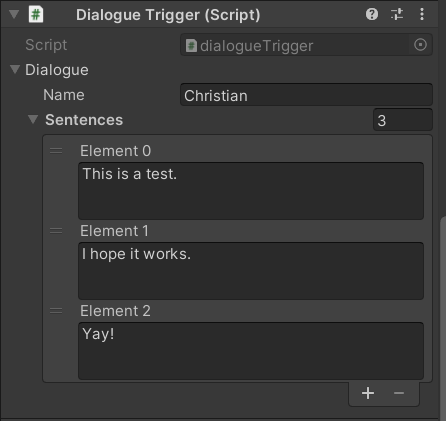 Dialogue Trigger (Script)
Script dialogueTrigger
Dialogue
Name Christian
Sentences 3
Element 0
This is a test.
Element 1
I hope it works.
Element 2
Yay!